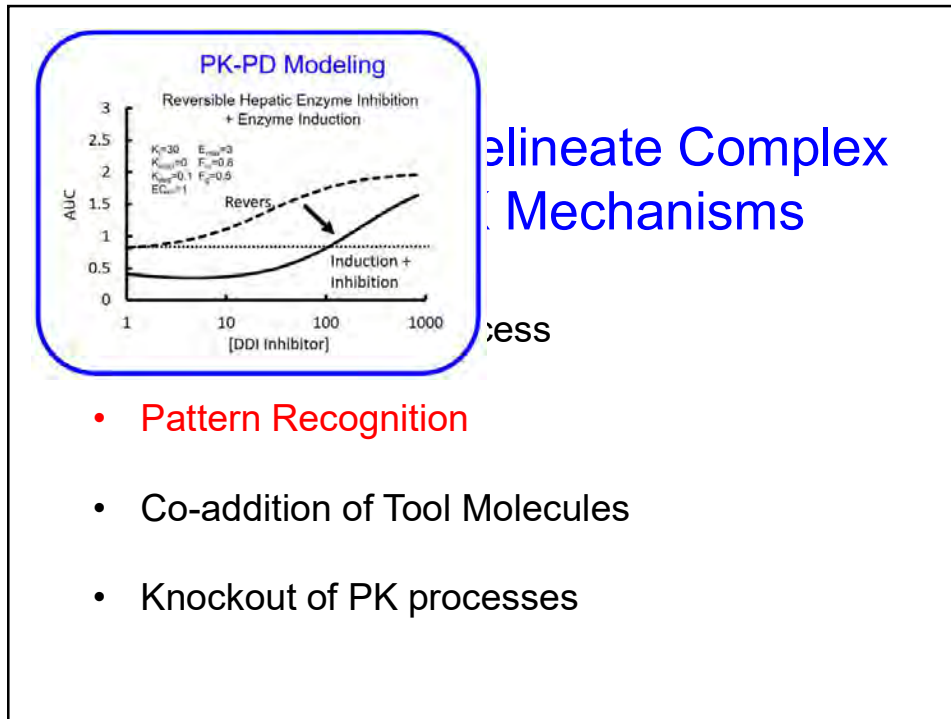 PK-PD Modeling
Reversible Hepatic Enzyme Inhibition
+ Enzyme Induction
3
2.5
2
1.5
1
0.5
0
AUC
Revers.
Induction +
Inhibition
1 10 100 1000
[DDI Inhibitor]
elineate Complex
Mechanisms
cess
• Pattern Recognition
• Co-addition of Tool Molecules
• Knockout of PK processes